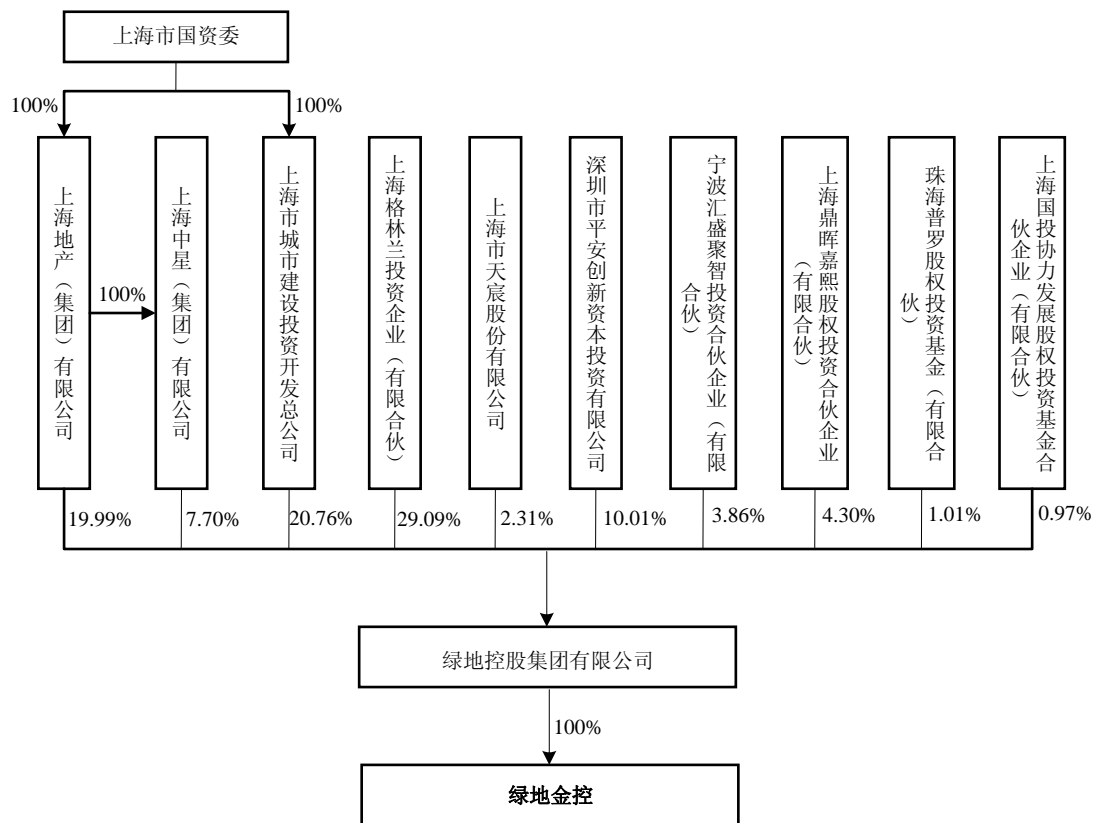 上海市国资委
100%
100%
上海地产（集团）有限公司
100%
上海中星（集团）有限公司
上海市城市建设投资开发总公司
上海格林兰投资企业（有限合伙）
上海市天宸股份有限公司
深圳市平安创新资本投资有限公司
宁波汇盛聚智投资合伙企业（有限
合伙）
上海鼎晖嘉熙股权投资合伙企业
（有限合伙）
珠海普罗股权投资基金（有限合
伙）
上海国投协力发展股权投资基金合
伙企业（有限合伙）
19.99%
7.70%
20.76%
29.09%
2.31%
10.01%
3.86%
4.30%
1.01%
0.97%
绿地控股集团有限公司
100%
绿地金控